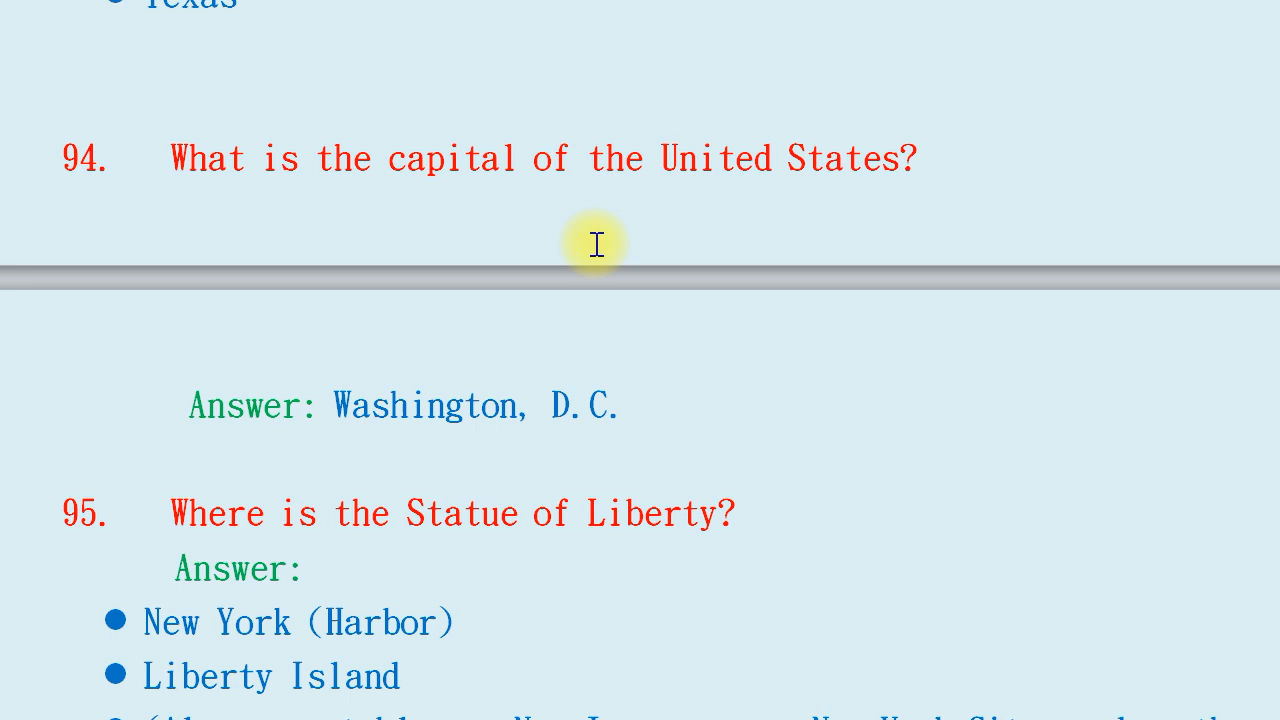 Texas
94. What is the capital of the United States?
Answer: Washington, D.C.
95. Where is the Statue of Liberty?
Answer:
● New York (Harbor)
● Liberty Island